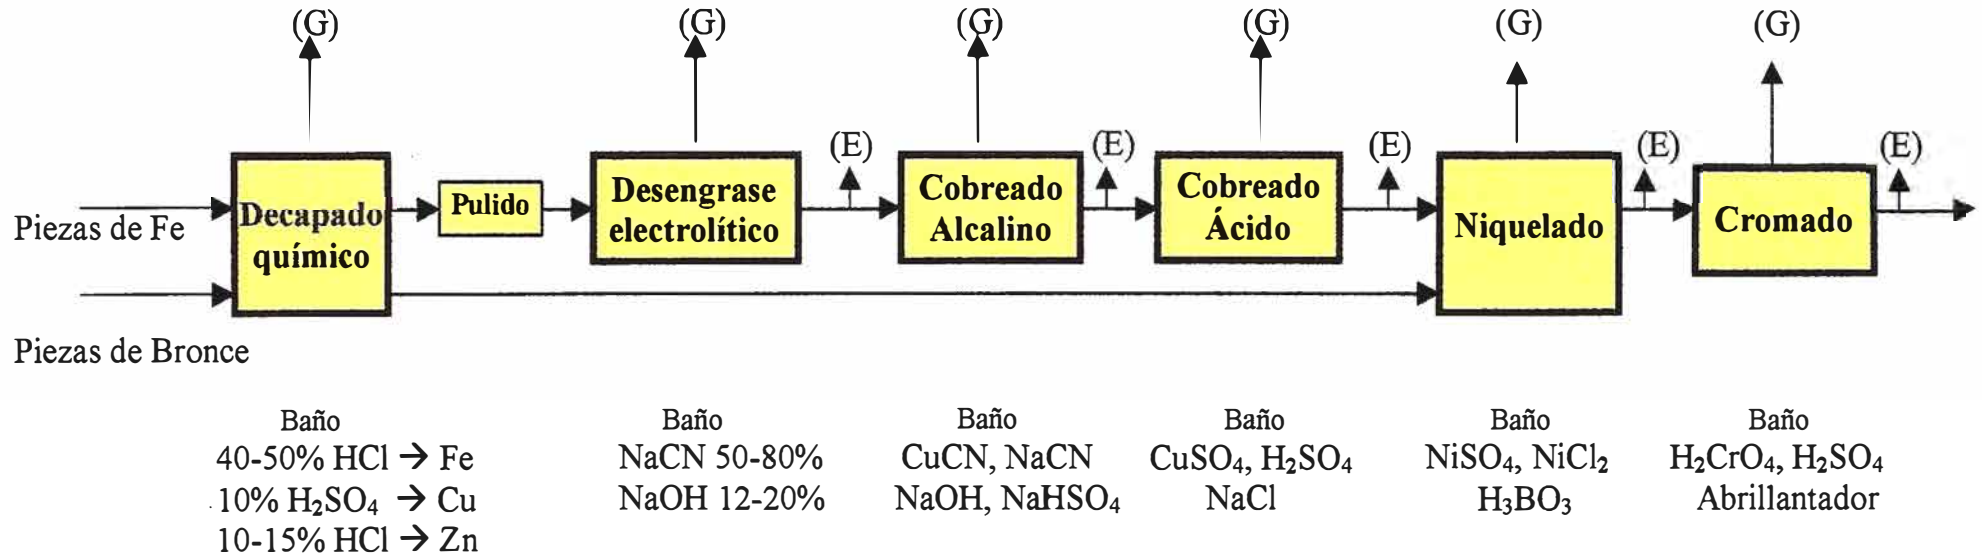 (G) (G) (G) (G) (G) (G)
(E) (E) (E) (E) (E)
Piezas de Fe
Decapado
químico
Pulido
Desengrase
electrolítico
Cobreado
Alcalino
Cobreado
Ácido
Niquelado
Cromado
Piezas de Bronce
Baño
40-50% HCl → Fe
10% H₂SO₄ → Cu
10-15% HCl → Zn
Baño
NaCN 50-80%
NaOH 12-20%
Baño
CuCN, NaCN
NaOH, NaHSO₄
Baño
CuSO₄, H₂SO₄
NaCl
Baño
NiSO₄, NiCl₂
H₃BO₃
Baño
H₂CrO₄, H₂SO₄
Abrillantador